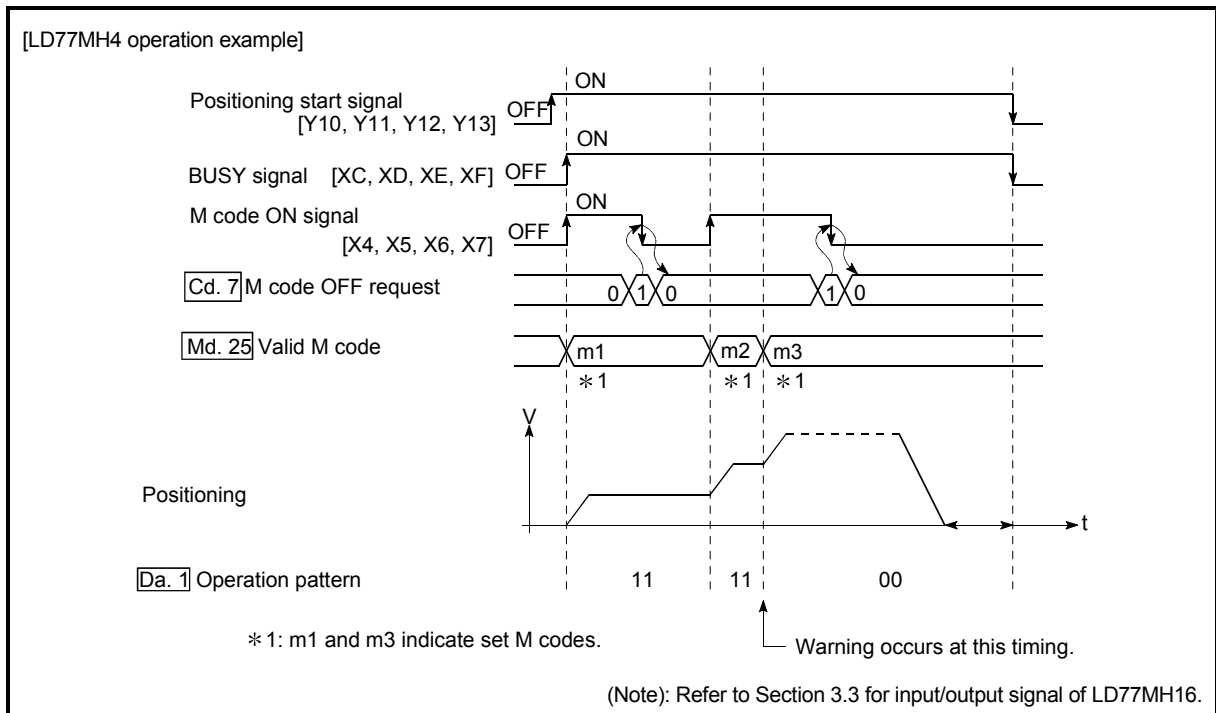 [LD77MH4 operation example]
ON
Positioning start signal
OFF
[Y10, Y11, Y12, Y13]
ON
BUSY signal [XC, XD, XE, XF] OFF
ON
M code ON signal
OFF
[X4, X5, X6, X7]
Cd. 7 M code OFF request 0 1 0 1 0
Md. 25 Valid M code m1 m2 m3
*1 *1 *1
V
Positioning
t
Da. 1 Operation pattern 11 11 00
*1: m1 and m3 indicate set M codes.
Warning occurs at this timing.
(Note): Refer to Section 3.3 for input/output signal of LD77MH16.